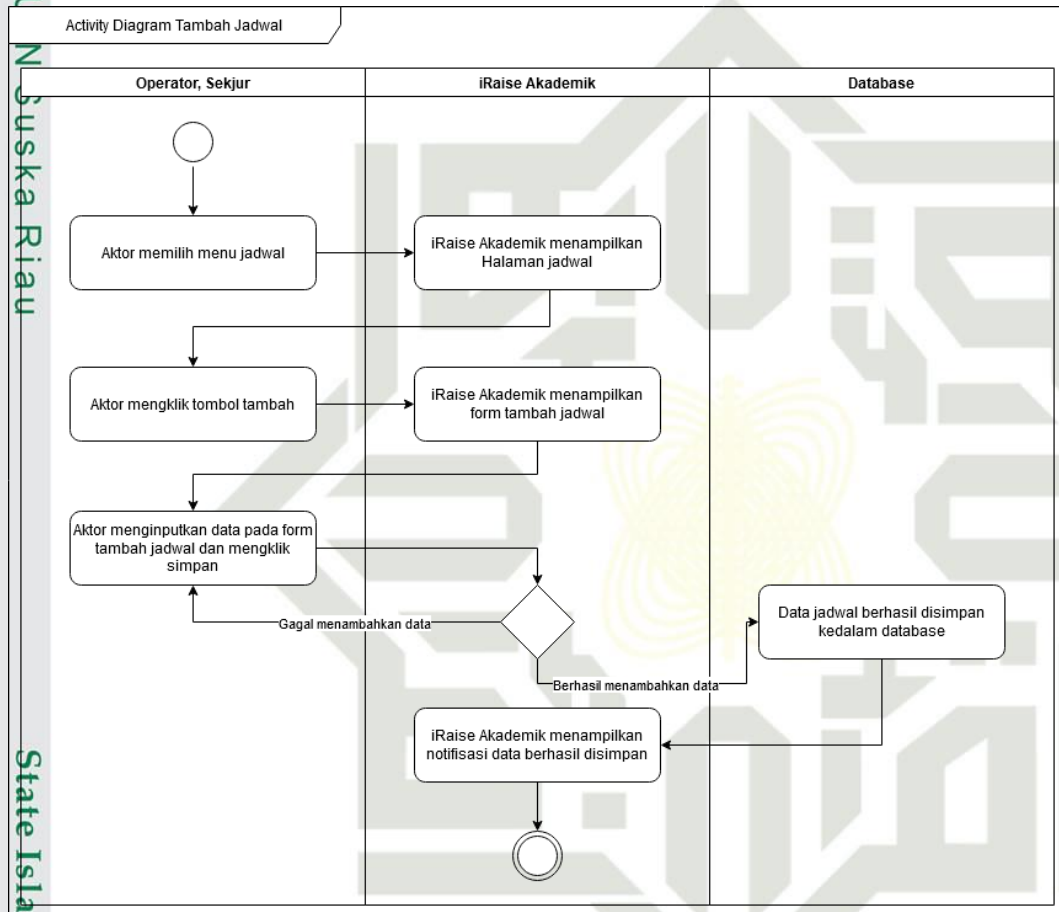 Activity Diagram Tambah Jadwal
Operator, Sekjur
iRaise Akademik
Database
Aktor memilih menu jadwal
iRaise Akademik menampilkan
Halaman jadwal
Aktor mengklik tombol tambah
iRaise Akademik menampilkan
form tambah jadwal
Aktor menginputkan data pada form
tambah jadwal dan mengklik
simpan
Gagal menambahkan data
Berhasil menambahkan data
Data jadwal berhasil disimpan
kedalam database
iRaise Akademik menampilkan
notifisasi data berhasil disimpan
N Suska Riau
State Isla